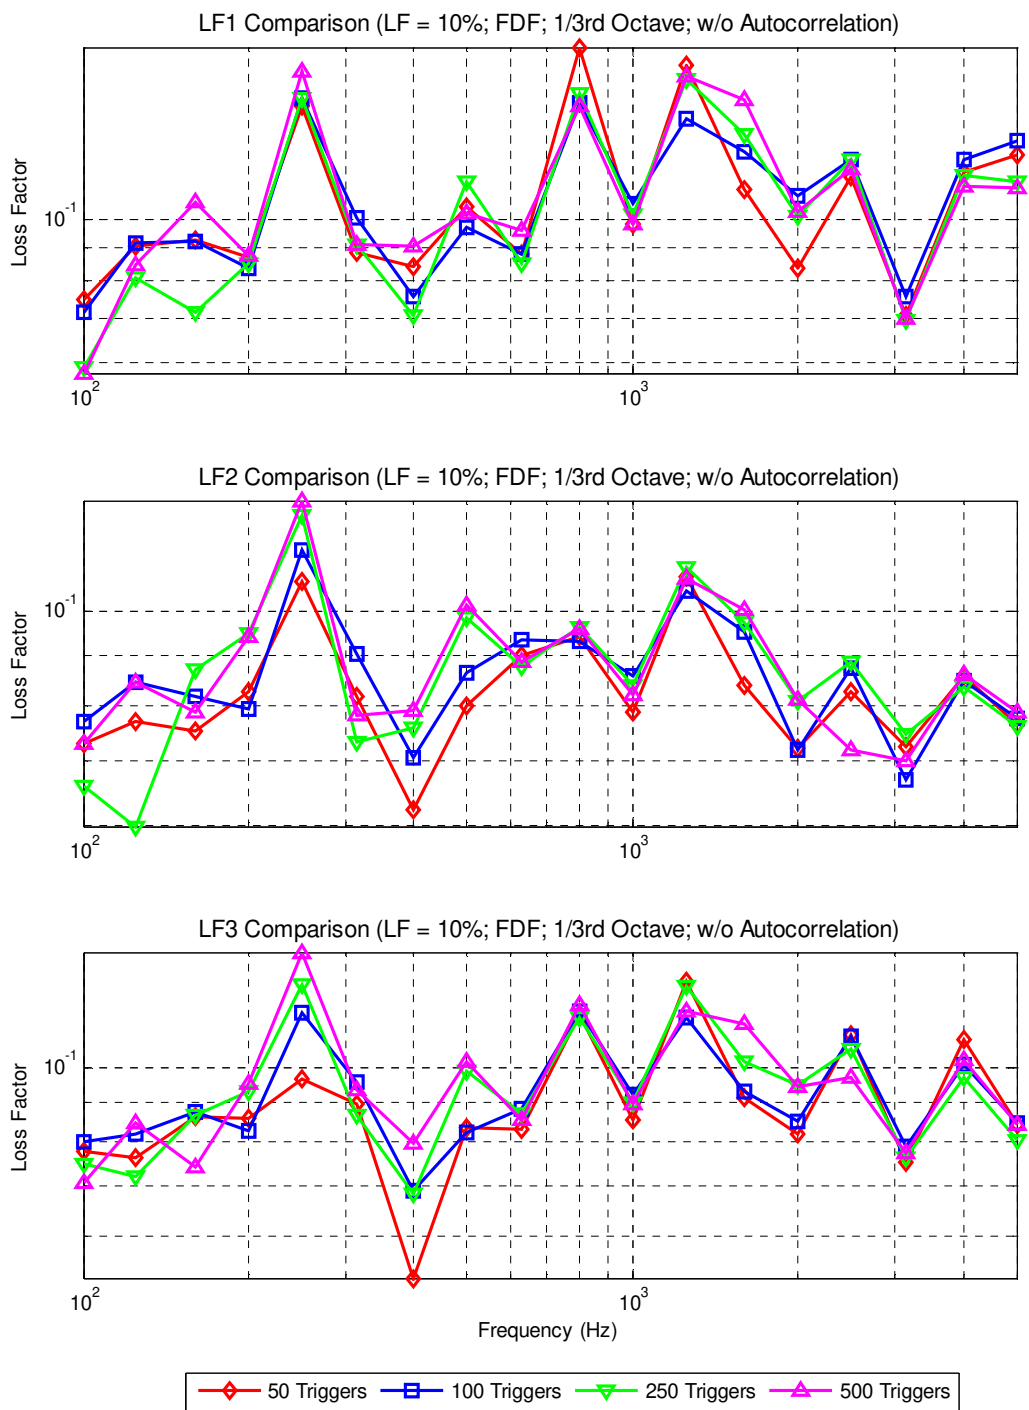 LF1 Comparison (LF = 10%; FDF; 1/3rd Octave; w/o Autocorrelation)
Loss Factor
10^-1
10^2
10^3
LF2 Comparison (LF = 10%; FDF; 1/3rd Octave; w/o Autocorrelation)
Loss Factor
10^-1
10^2
10^3
LF3 Comparison (LF = 10%; FDF; 1/3rd Octave; w/o Autocorrelation)
Loss Factor
10^-1
10^2
10^3
Frequency (Hz)
50 Triggers 100 Triggers 250 Triggers 500 Triggers